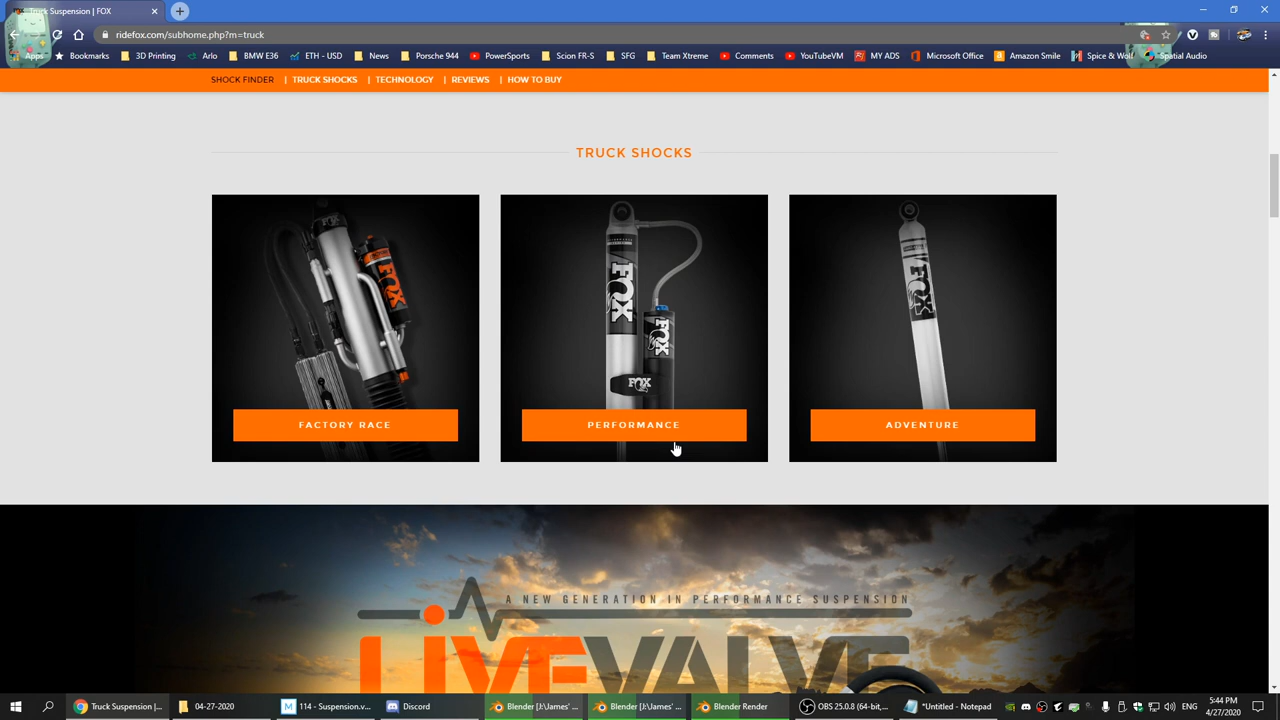 Truck Suspension | FOX
ridefox.com/subhome.php?m=truck
Apps Bookmarks 3D Printing Arlo BMW E36 ETH - USD News Porsche 944 PowerSports Scion FR-S SFG Team Xtreme Comments YouTubeVM MY ADS Microsoft Office Amazon Smile Spice & Wolf Spatial Audio
SHOCK FINDER | TRUCK SHOCKS | TECHNOLOGY | REVIEWS | HOW TO BUY
TRUCK SHOCKS
FOX
FOX
FOX
FOX
FOX
FACTORY RACE
PERFORMANCE
ADVENTURE
A NEW GENERATION IN PERFORMANCE SUSPENSION
LIVEVALVE
Truck Suspension |... 04-27-2020 114 - Suspension.v... Discord Blender [J:\James' ... Blender [J:\James' ... Blender Render OBS 25.0.8 (64-bit,... *Untitled - Notepad ENG
5:44 PM
4/27/2020